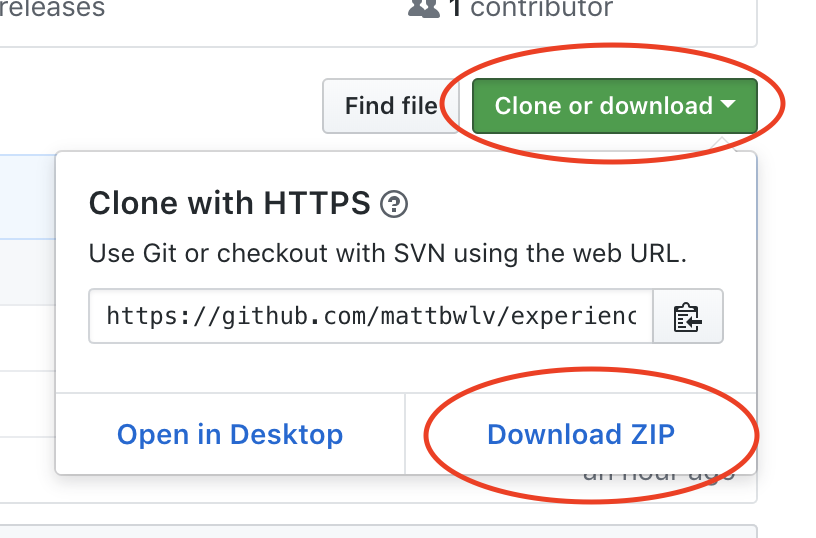 releases
1 contributor
Find file
Clone or download
Clone with HTTPS
Use Git or checkout with SVN using the web URL.
https://github.com/mattbwlv/experienc
Open in Desktop
Download ZIP
an hour ago